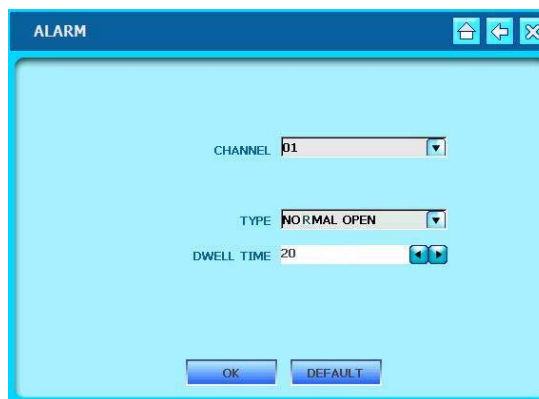 ALARM
CHANNEL 01
TYPE NORMAL OPEN
DWELL TIME 20
OK DEFAULT